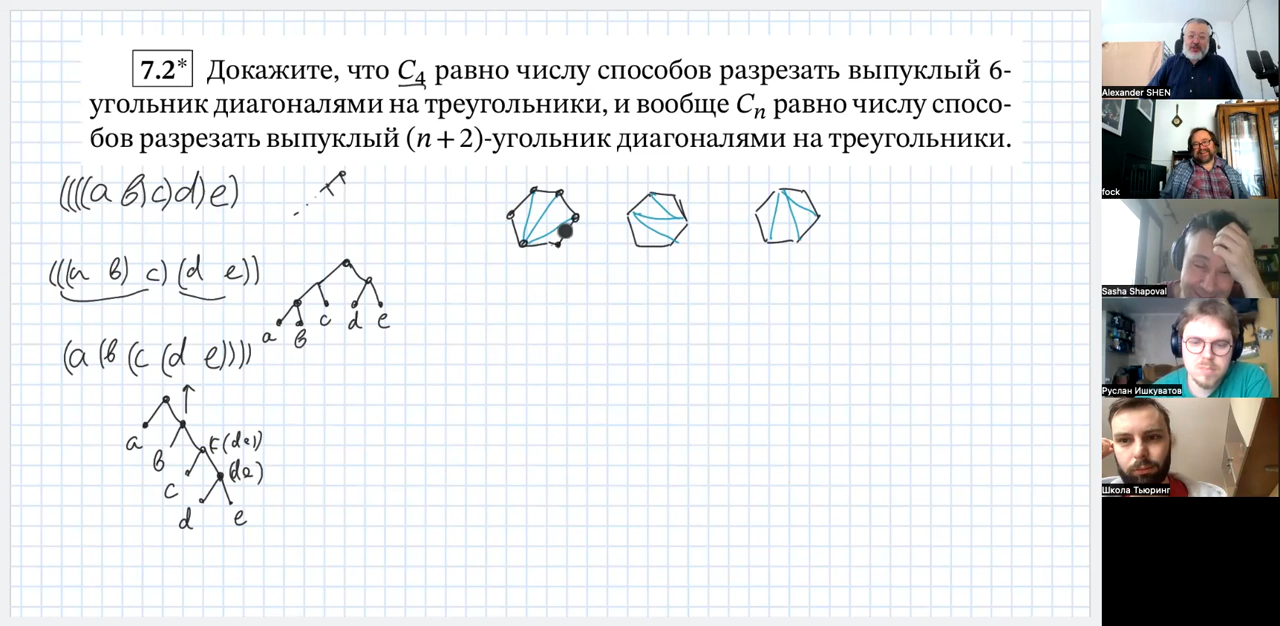 7.2* Докажите, что C₄ равно числу способов разрезать выпуклый 6-
угольник диагоналями на треугольники, и вообще Cₙ равно числу спосо-
бов разрезать выпуклый (n + 2)-угольник диагоналями на треугольники.
((((a b) c) d) e)
(((a b) c) (d e))
a b c d e
(a (b (c (d e))))
a
b
c
(de)
d e
Alexander SHEN
fock
Sasha Shapoval
Руслан Ишкуватов
Школа Тьюринг